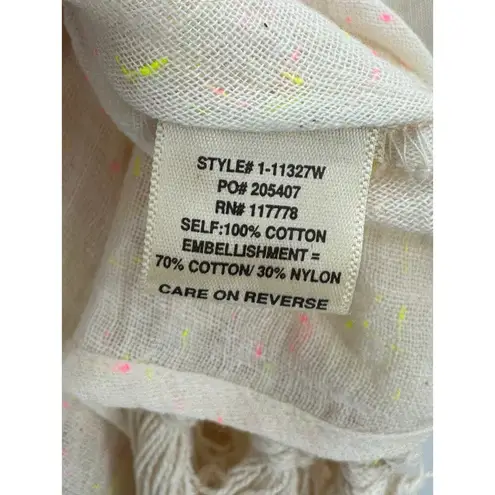 STYLE# 1-11327W
PO# 205407
RN# 117778
SELF:100% COTTON
EMBELLISHMENT =
70% COTTON/ 30% NYLON
CARE ON REVERSE